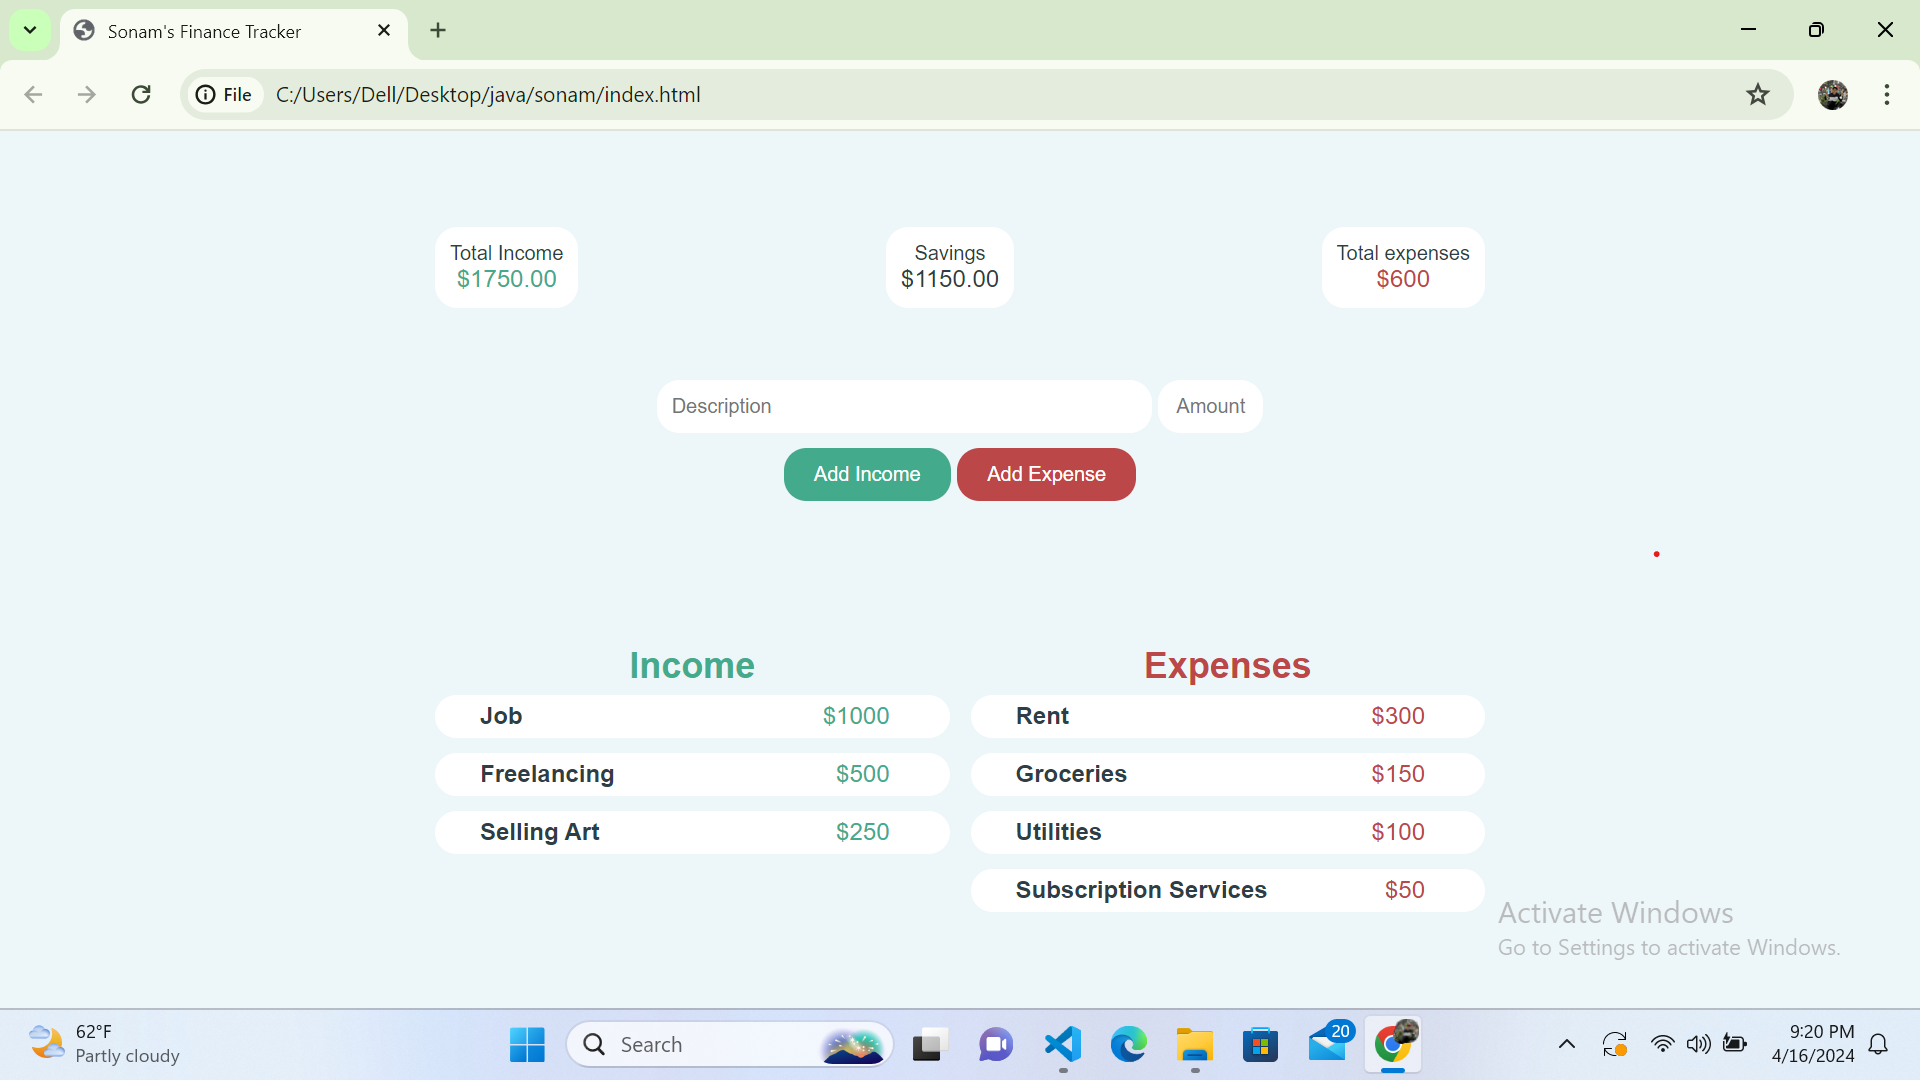 Sonam's Finance Tracker
File C:/Users/Dell/Desktop/java/sonam/index.html
Total Income
$1750.00
Savings
$1150.00
Total expenses
$600
Description
Amount
Add Income
Add Expense
Income
Job $1000
Freelancing $500
Selling Art $250
Expenses
Rent $300
Groceries $150
Utilities $100
Subscription Services $50
Activate Windows
Go to Settings to activate Windows.
62°F
Partly cloudy
Search
20
9:20 PM
4/16/2024